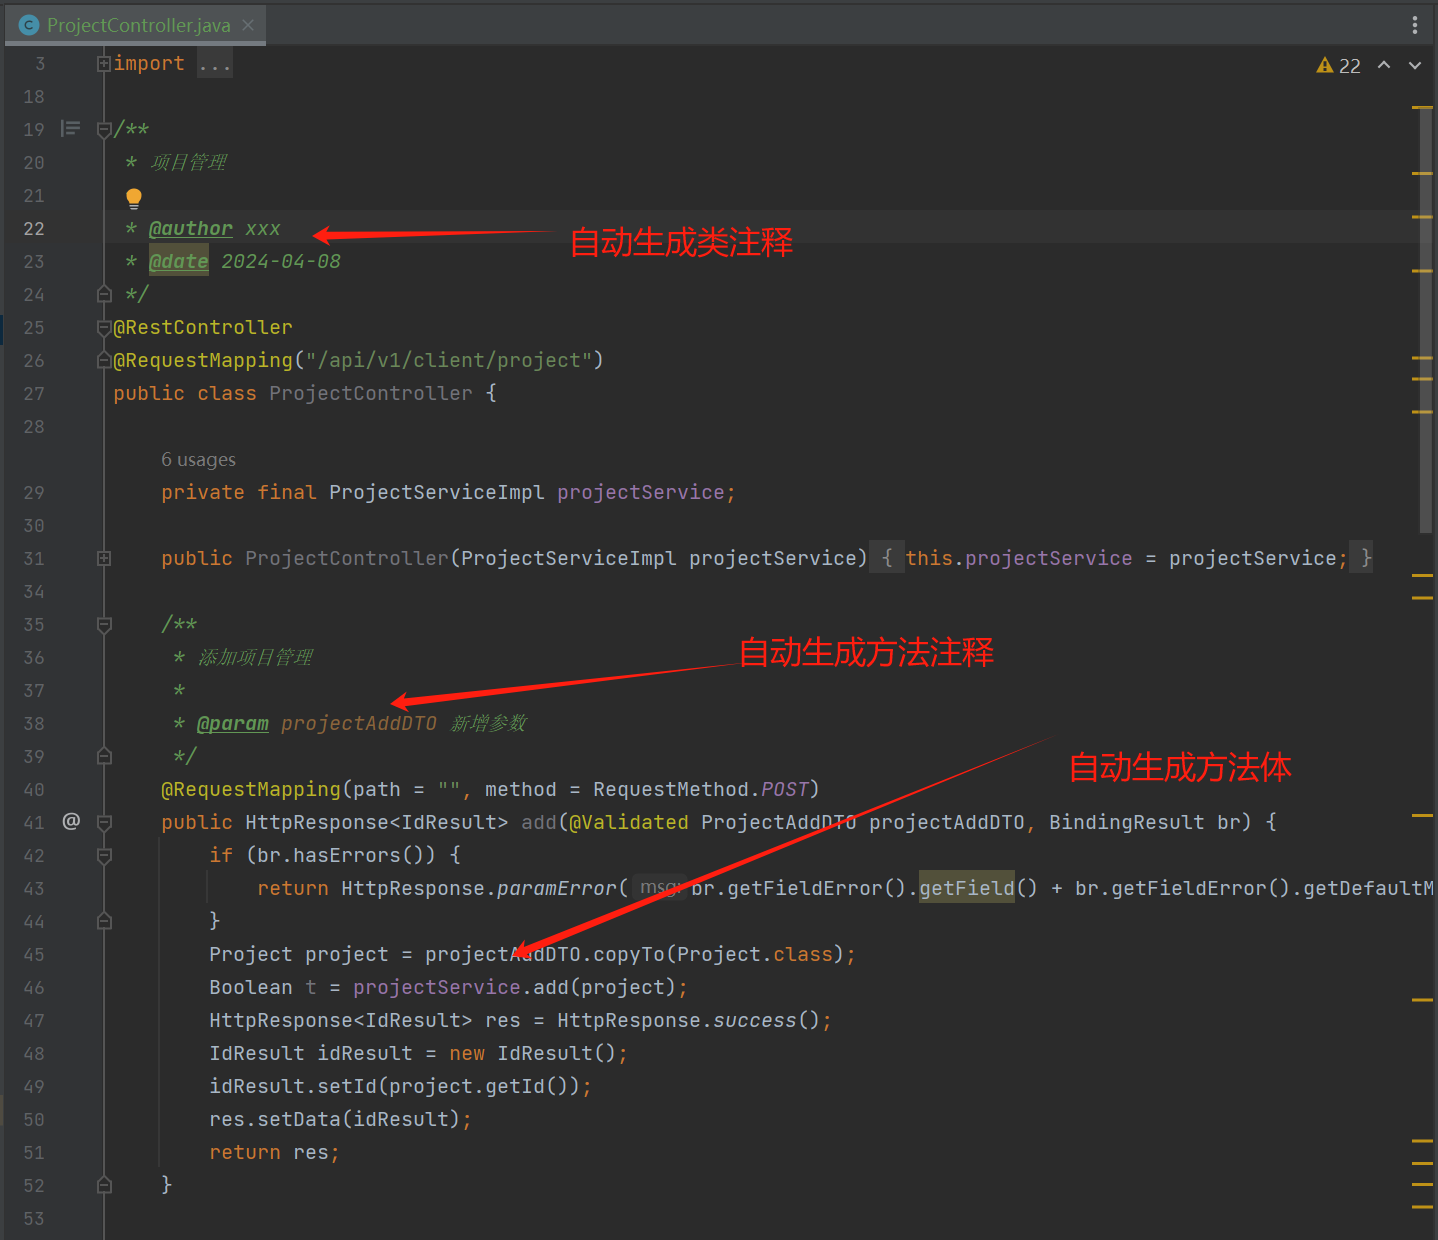 ProjectController.java
3 import ...
22
18
19 /**
20 * 项目管理
21
22 * @author xxx
自动生成类注释
23 * @date 2024-04-08
24 */
25 @RestController
26 @RequestMapping("/api/v1/client/project")
27 public class ProjectController {
28
6 usages
29 private final ProjectServiceImpl projectService;
30
31 public ProjectController(ProjectServiceImpl projectService) { this.projectService = projectService; }
34
35 /**
36 * 添加项目管理
自动生成方法注释
37 *
38 * @param projectAddDTO 新增参数
39 */
自动生成方法体
40 @RequestMapping(path = "", method = RequestMethod.POST)
41 @ public HttpResponse<IdResult> add(@Validated ProjectAddDTO projectAddDTO, BindingResult br) {
42 if (br.hasErrors()) {
43 return HttpResponse.paramError( msg: br.getFieldError().getField() + br.getFieldError().getDefaultM
44 }
45 Project project = projectAddDTO.copyTo(Project.class);
46 Boolean t = projectService.add(project);
47 HttpResponse<IdResult> res = HttpResponse.success();
48 IdResult idResult = new IdResult();
49 idResult.setId(project.getId());
50 res.setData(idResult);
51 return res;
52 }
53